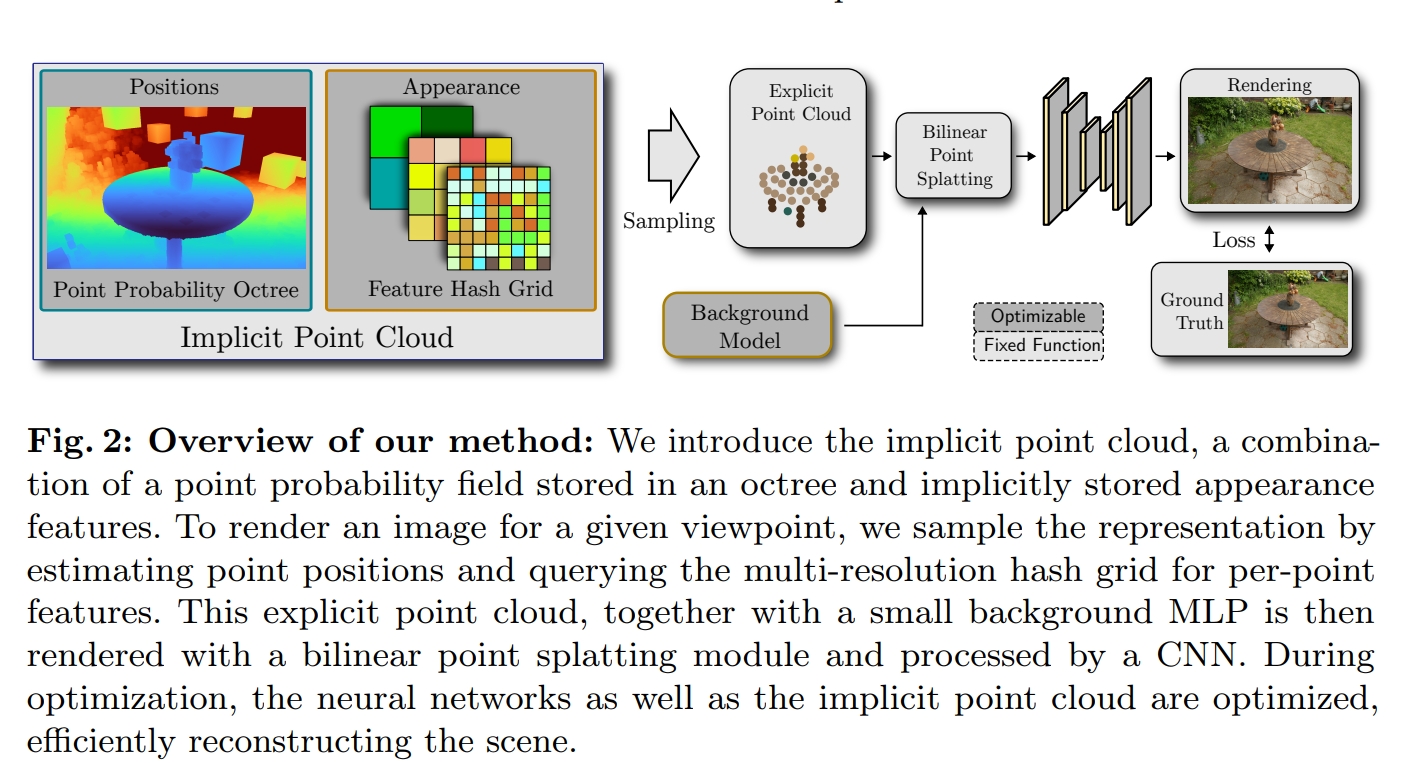 Positions
Point Probability Octree
Appearance
Feature Hash Grid
Implicit Point Cloud
Sampling
Explicit
Point Cloud
Background
Model
Bilinear
Point
Splatting
Optimizable
Fixed Function
Rendering
Loss
Ground
Truth
Fig. 2: Overview of our method: We introduce the implicit point cloud, a combina-
tion of a point probability field stored in an octree and implicitly stored appearance
features. To render an image for a given viewpoint, we sample the representation by
estimating point positions and querying the multi-resolution hash grid for per-point
features. This explicit point cloud, together with a small background MLP is then
rendered with a bilinear point splatting module and processed by a CNN. During
optimization, the neural networks as well as the implicit point cloud are optimized,
efficiently reconstructing the scene.